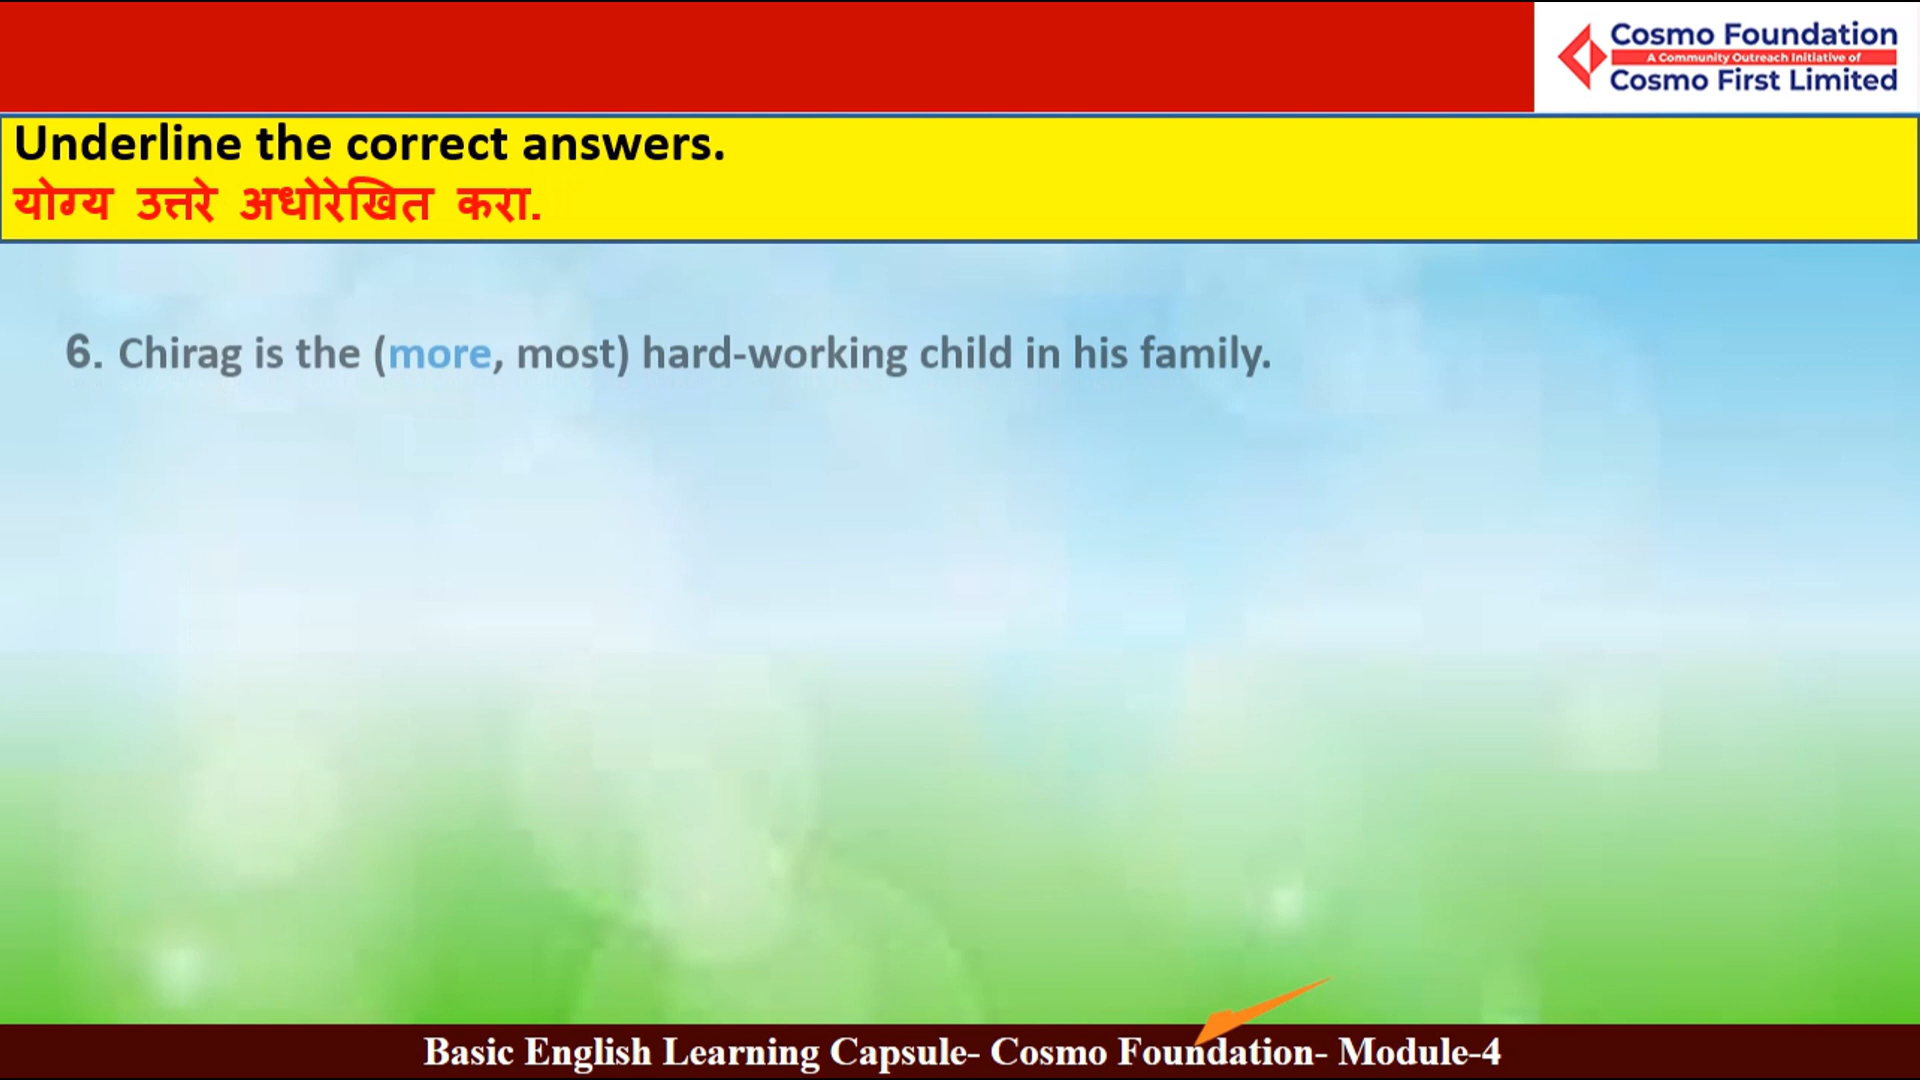 Cosmo Foundation
A Community Outreach Initiative of
Cosmo First Limited
Underline the correct answers.
योग्य उत्तरे अधोरेखित करा.
6. Chirag is the (more, most) hard-working child in his family.
Basic English Learning Capsule- Cosmo Foundation- Module-4